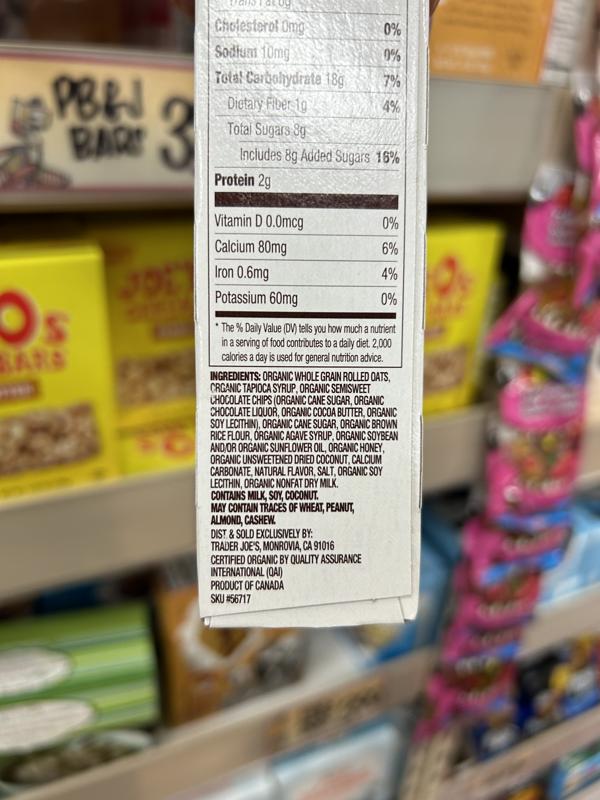 Trans Fat 0g
Cholesterol 0mg 0%
Sodium 10mg 0%
Total Carbohydrate 18g 7%
Dietary Fiber 1g 4%
Total Sugars 8g
Includes 8g Added Sugars 16%
Protein 2g
Vitamin D 0.0mcg 0%
Calcium 80mg 6%
Iron 0.6mg 4%
Potassium 60mg 0%
* The % Daily Value (DV) tells you how much a nutrient
in a serving of food contributes to a daily diet. 2,000
calories a day is used for general nutrition advice.
INGREDIENTS: ORGANIC WHOLE GRAIN ROLLED OATS,
ORGANIC TAPIOCA SYRUP, ORGANIC SEMISWEET
CHOCOLATE CHIPS (ORGANIC CANE SUGAR, ORGANIC
CHOCOLATE LIQUOR, ORGANIC COCOA BUTTER, ORGANIC
SOY LECITHIN), ORGANIC CANE SUGAR, ORGANIC BROWN
RICE FLOUR, ORGANIC AGAVE SYRUP, ORGANIC SOYBEAN
AND/OR ORGANIC SUNFLOWER OIL, ORGANIC HONEY,
ORGANIC UNSWEETENED DRIED COCONUT, CALCIUM
CARBONATE, NATURAL FLAVOR, SALT, ORGANIC SOY
LECITHIN, ORGANIC NONFAT DRY MILK.
CONTAINS MILK, SOY, COCONUT.
MAY CONTAIN TRACES OF WHEAT, PEANUT,
ALMOND, CASHEW.
DIST. & SOLD EXCLUSIVELY BY:
TRADER JOE'S, MONROVIA, CA 91016
CERTIFIED ORGANIC BY QUALITY ASSURANCE
INTERNATIONAL (QAI)
PRODUCT OF CANADA
SKU #56717
PB&J
BARS
3
JOE'S
O's
BARS